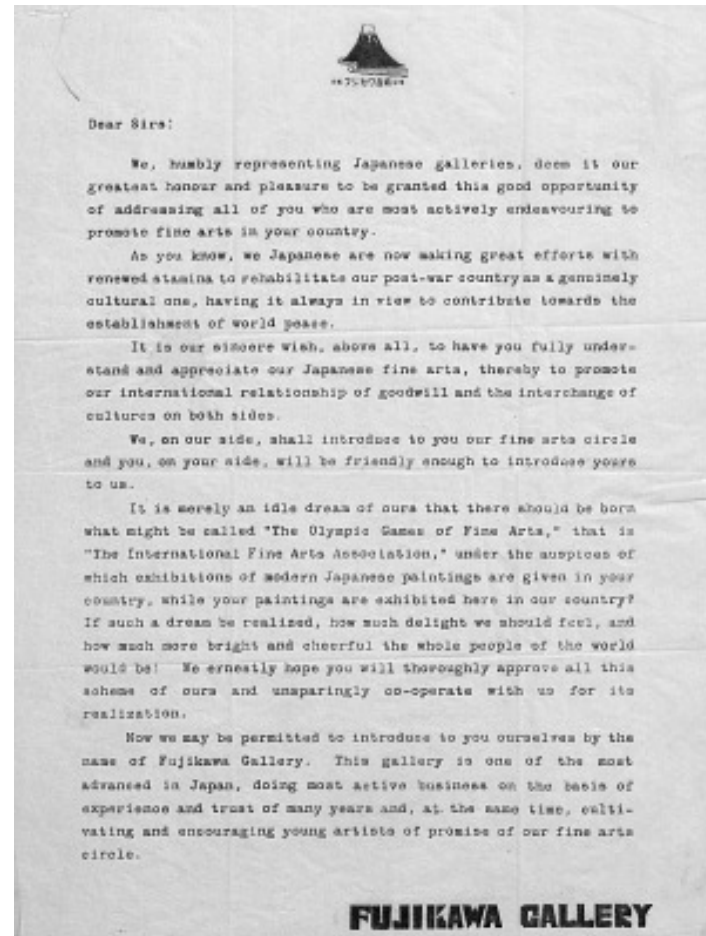 Dear Sirs:
We, humbly representing Japanese galleries, deem it our
greatest honour and pleasure to be granted this good opportunity
of addressing all of you who are most actively endeavouring to
promote fine arts in your country.
As you know, we Japanese are now making great efforts with
renewed stamina to rehabilitate our post-war country as a genuinely
cultural one, having it always in view to contribute towards the
establishment of world peace.
It is our sincere wish, above all, to have you fully under-
stand and appreciate our Japanese fine arts, thereby to promote
our international relationship of goodwill and the interchange of
cultures on both sides.
We, on our side, shall introduce to you our fine arts circle
and you, on your side, will be friendly enough to introduce yours
to us.
It is merely an idle dream of ours that there should be born
what might be called "The Olympic Games of Fine Arts," that is
"The International Fine Arts Association," under the auspices of
which exhibitions of modern Japanese paintings are given in your
country, while your paintings are exhibited here in our country?
If such a dream be realized, how much delight we should feel, and
how much more bright and cheerful the whole people of the world
would be! We ernestly hope you will thoroughly approve all this
scheme of ours and unsparingly co-operate with us for its
realization.
Now we may be permitted to introduce to you ourselves by the
name of Fujikawa Gallery. This gallery is one of the most
advanced in Japan, doing most active business on the basis of
experience and trust of many years and, at the same time, culti-
vating and encouraging young artists of promise of our fine arts
circle.
FUJIKAWA GALLERY